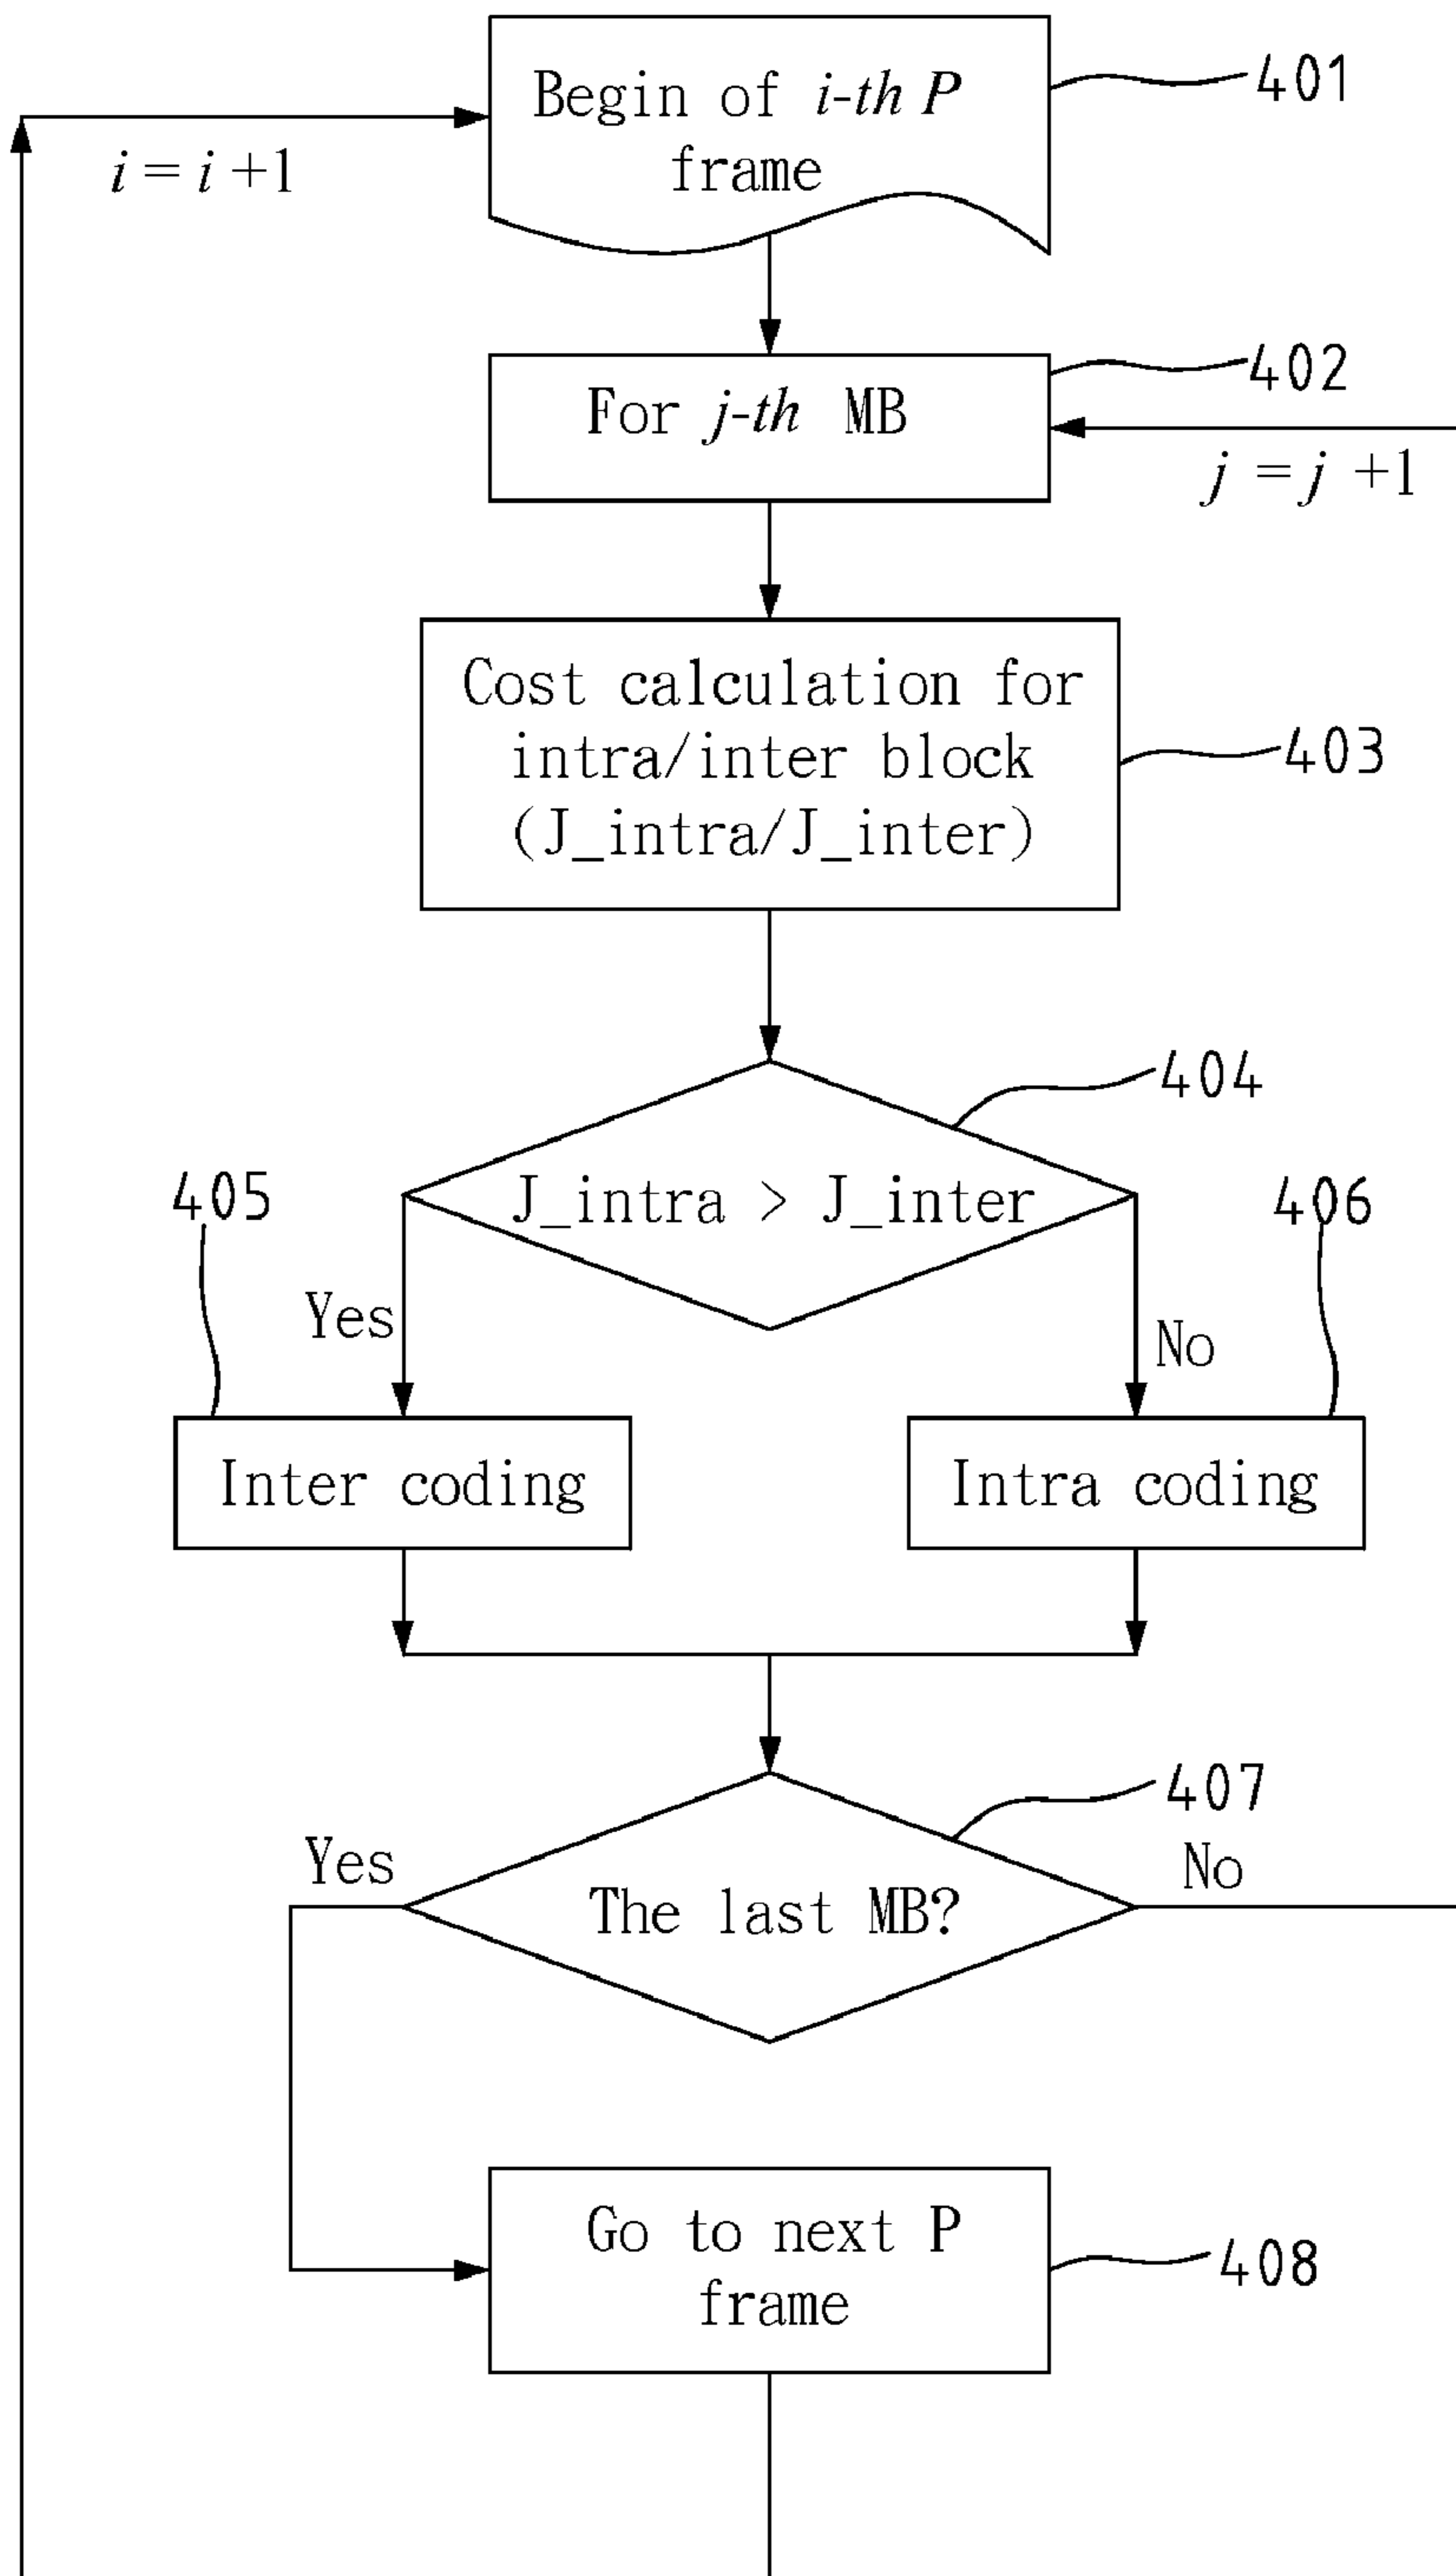 Begin of i-th P
frame
401
i = i +1
402
For j-th MB
j = j +1
Cost calculation for
intra/inter block
(J_intra/J_inter)
403
404
J_intra > J_inter
405
406
Yes
No
Inter coding
Intra coding
407
Yes
No
The last MB?
Go to next P
frame
408